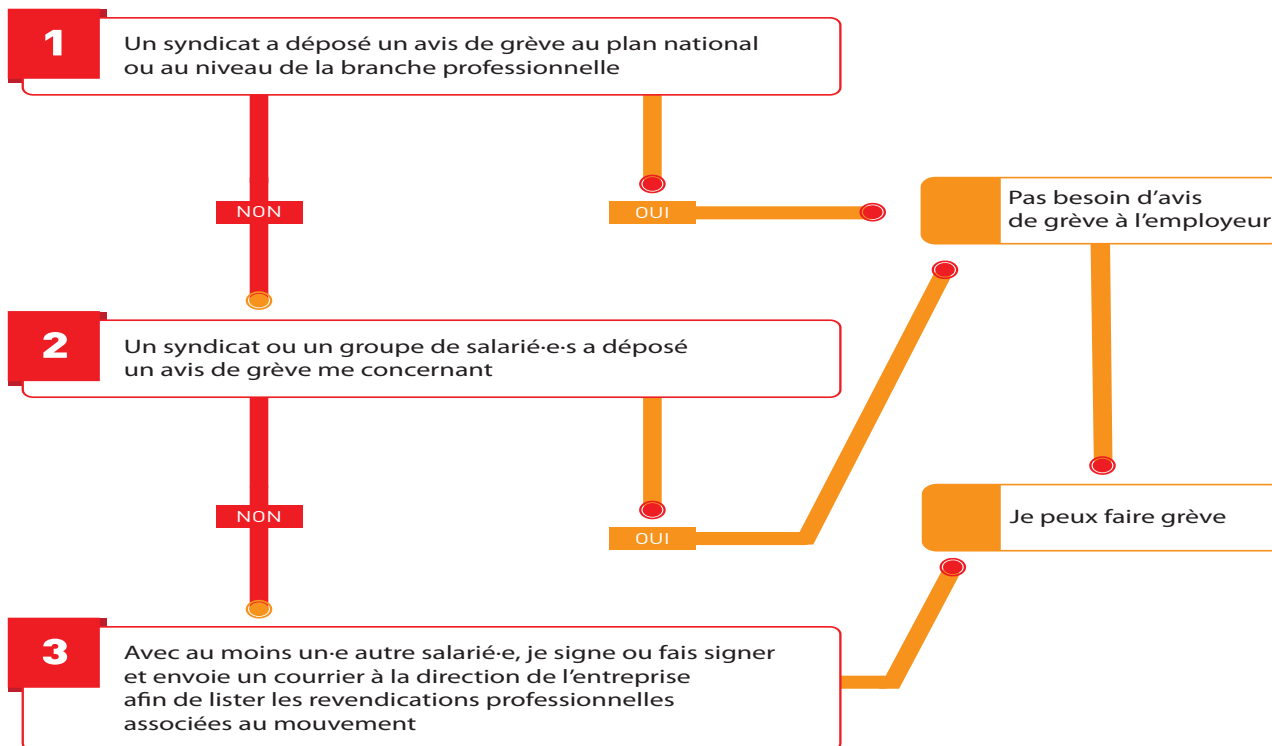 1
Un syndicat a déposé un avis de grève au plan national
ou au niveau de la branche professionnelle
NON
OUI
Pas besoin d'avis
de grève à l'employeur
2
Un syndicat ou un groupe de salarié·e·s a déposé
un avis de grève me concernant
NON
OUI
Je peux faire grève
3
Avec au moins un·e autre salarié·e, je signe ou fais signer
et envoie un courrier à la direction de l'entreprise
afin de lister les revendications professionnelles
associées au mouvement